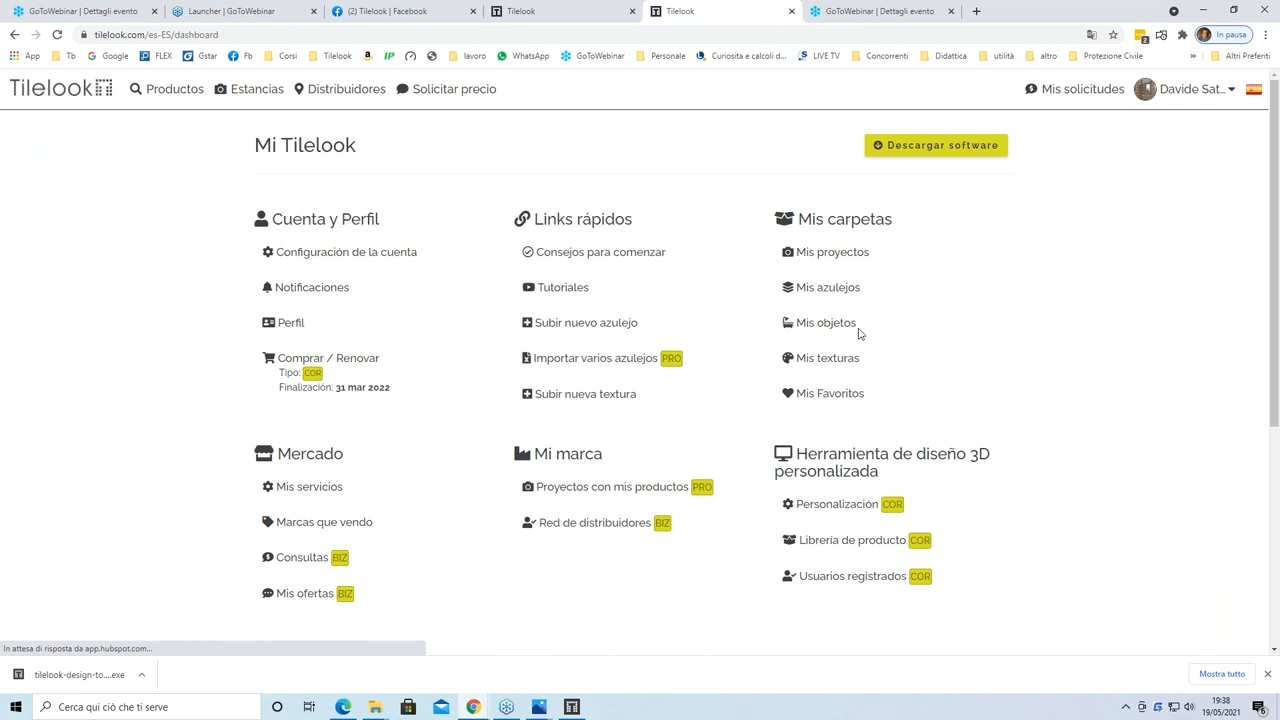 GoToWebinar | Dettagli evento
Launcher | GoToWebinar
(2) Tilelook | Facebook
Tilelook
Tilelook
GoToWebinar | Dettagli evento
tilelook.com/es-ES/dashboard
In pausa
App
Tb
Google
FLEX
Gstar
Fb
Corsi
Tilelook
IP
lavoro
WhatsApp
GoToWebinar
Personale
Curiosita e calcoli d...
LIVE TV
Concorrenti
Didattica
utilità
altro
Protezione Civile
»
Altri Preferiti
Tilelook
Productos
Estancias
Distribuidores
Solicitar precio
Mis solicitudes
Davide Sat...
Mi Tilelook
Descargar software
Cuenta y Perfil
Configuración de la cuenta
Notificaciones
Perfil
Comprar / Renovar
Tipo: COR
Finalización: 31 mar 2022
Links rápidos
Consejos para comenzar
Tutoriales
Subir nuevo azulejo
Importar varios azulejos PRO
Subir nueva textura
Mis carpetas
Mis proyectos
Mis azulejos
Mis objetos
Mis texturas
Mis Favoritos
Mercado
Mis servicios
Marcas que vendo
Consultas BIZ
Mis ofertas BIZ
Mi marca
Proyectos con mis productos PRO
Red de distribuidores BIZ
Herramienta de diseño 3D
personalizada
Personalización COR
Librería de producto COR
Usuarios registrados COR
In attesa di risposta da app.hubspot.com...
tilelook-design-to....exe
Mostra tutto
Cerca qui ciò che ti serve
19:38
19/05/2021